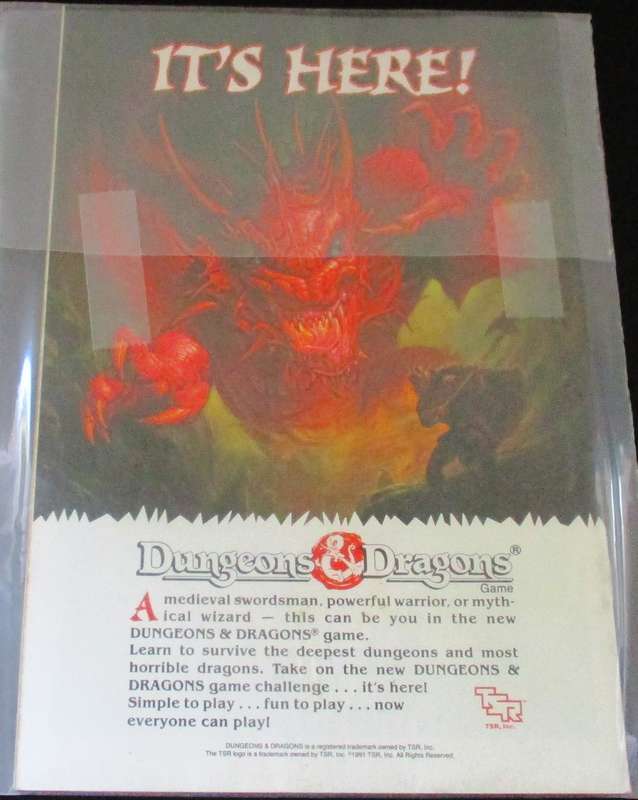 IT'S HERE!
Dungeons & Dragons®
Game
A medieval swordsman, powerful warrior, or myth-
ical wizard — this can be you in the new
DUNGEONS & DRAGONS® game.
Learn to survive the deepest dungeons and most
horrible dragons. Take on the new DUNGEONS &
DRAGONS game challenge . . . it's here!
Simple to play . . . fun to play . . . now
everyone can play!
TSR
TSR, Inc.
DUNGEONS & DRAGONS is a registered trademark owned by TSR, Inc.
The TSR logo is a trademark owned by TSR, Inc. ©1991 TSR, Inc. All Rights Reserved.